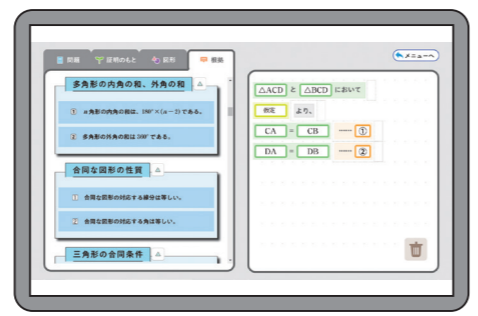 問題 証明のもと 図形 根拠
メニューへ
多角形の内角の和、外角の和
① n角形の内角の和は、180°×(n−2)である。
② 多角形の外角の和は360°である。
合同な図形の性質
① 合同な図形の対応する線分は等しい。
② 合同な図形の対応する角は等しい。
三角形の合同条件
△ACD と △BCD において
仮定 より、
CA = CB …… ①
DA = DB …… ②